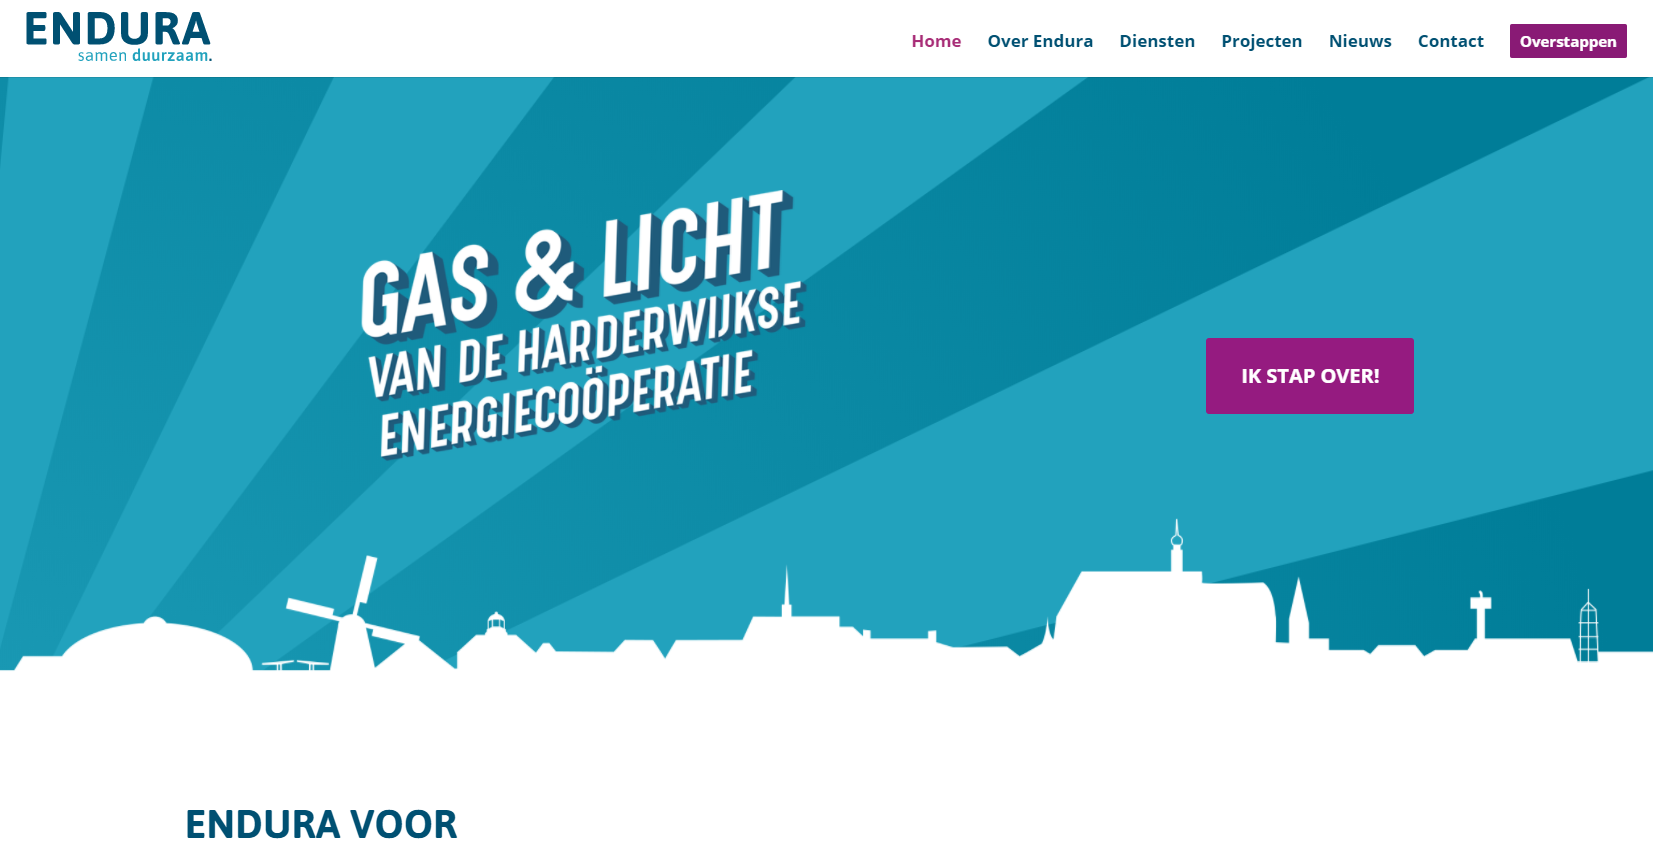 ENDURA
samen duurzaam.
Home Over Endura Diensten Projecten Nieuws Contact Overstappen
GAS & LICHT
VAN DE HARDERWIJKSE
ENERGIECOÖPERATIE
IK STAP OVER!
ENDURA VOOR